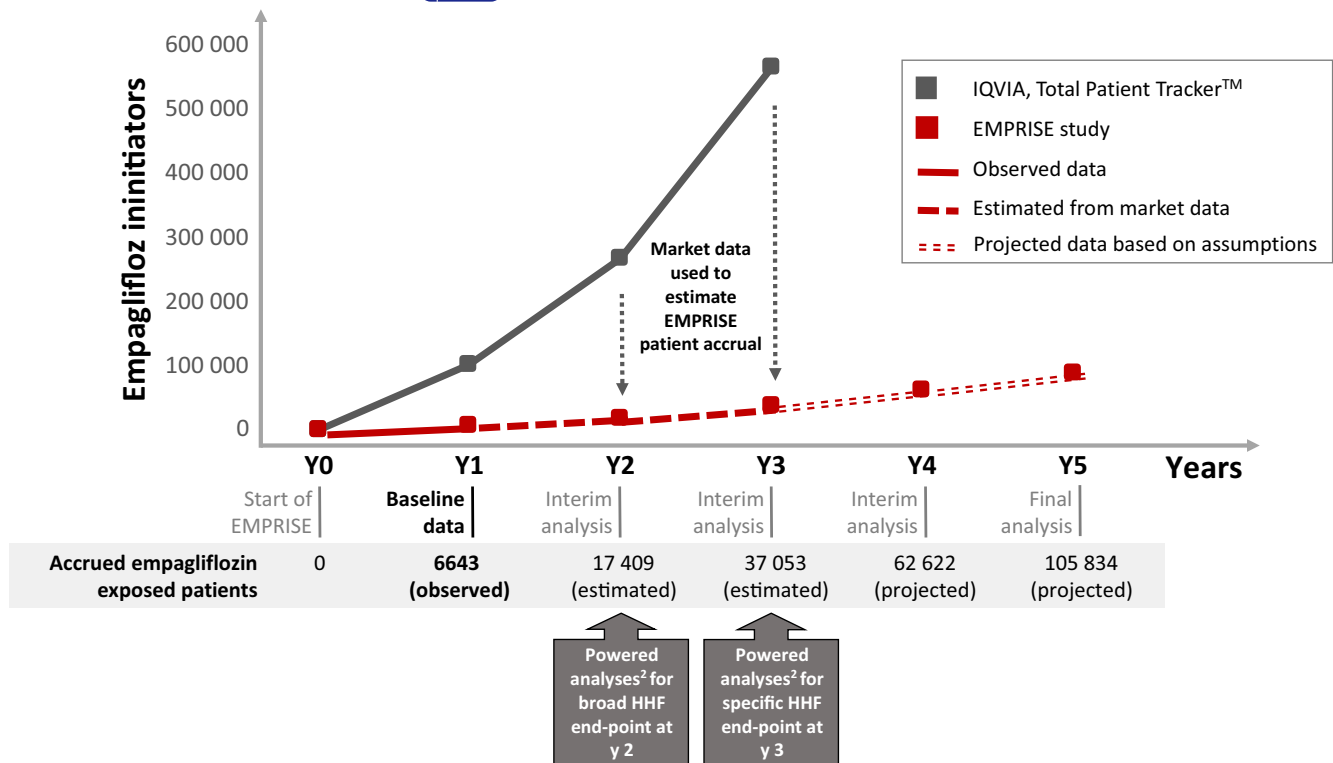 600 000
500 000
400 000
300 000
200 000
100 000
0
Empaglifloz ininitiators
IQVIA, Total Patient Tracker™
EMPRISE study
Observed data
Estimated from market data
Projected data based on assumptions
Market data
used to
estimate
EMPRISE
patient accrual
Y0 Y1 Y2 Y3 Y4 Y5 Years
Start of
EMPRISE
Baseline
data
Interim
analysis
Interim
analysis
Interim
analysis
Final
analysis
Accrued empagliflozin
exposed patients
0
6643
(observed)
17 409
(estimated)
37 053
(estimated)
62 622
(projected)
105 834
(projected)
Powered
analyses² for
broad HHF
end-point at
y 2
Powered
analyses² for
specific HHF
end-point at
y 3